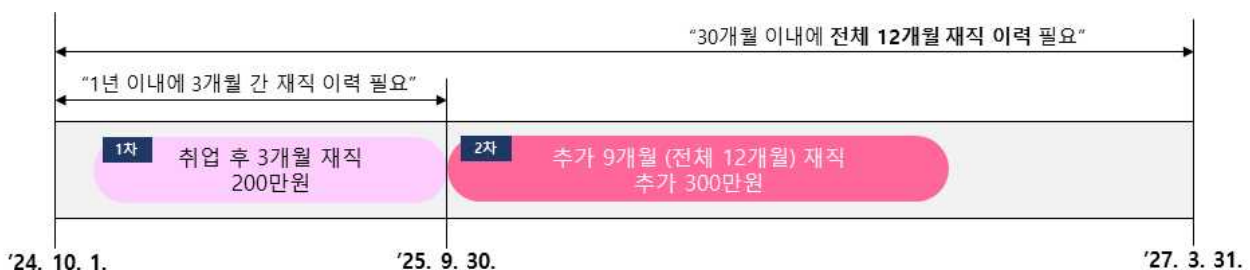 “30개월 이내에 전체 12개월 재직 이력 필요”
“1년 이내에 3개월 간 재직 이력 필요”
1차
취업 후 3개월 재직
200만원
2차
추가 9개월 (전체 12개월) 재직
추가 300만원
’24. 10. 1.
’25. 9. 30.
’27. 3. 31.